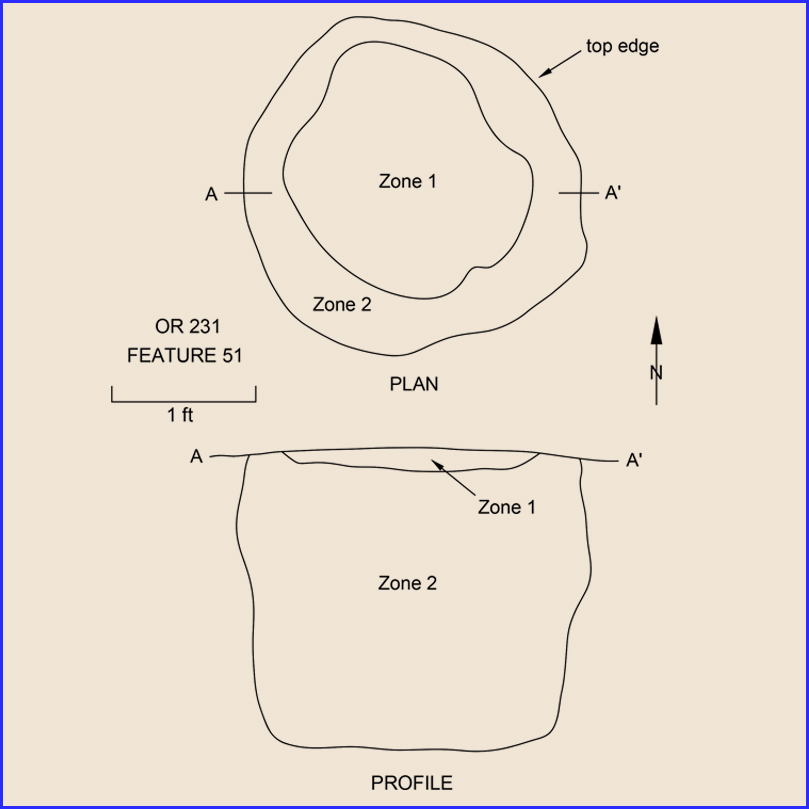 top edge
Zone 1
A
A'
Zone 2
OR 231
FEATURE 51
1 ft
PLAN
N
A
A'
Zone 1
Zone 2
PROFILE